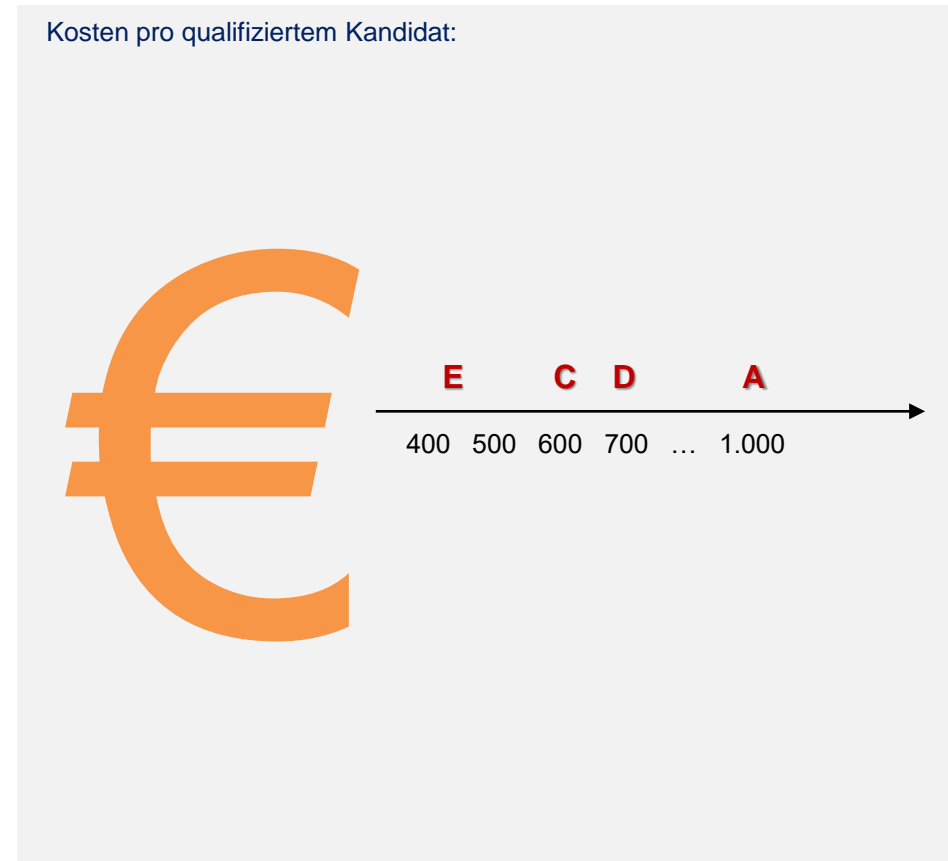 Kosten pro qualifiziertem Kandidat:
€
E C D A
400 500 600 700 … 1.000